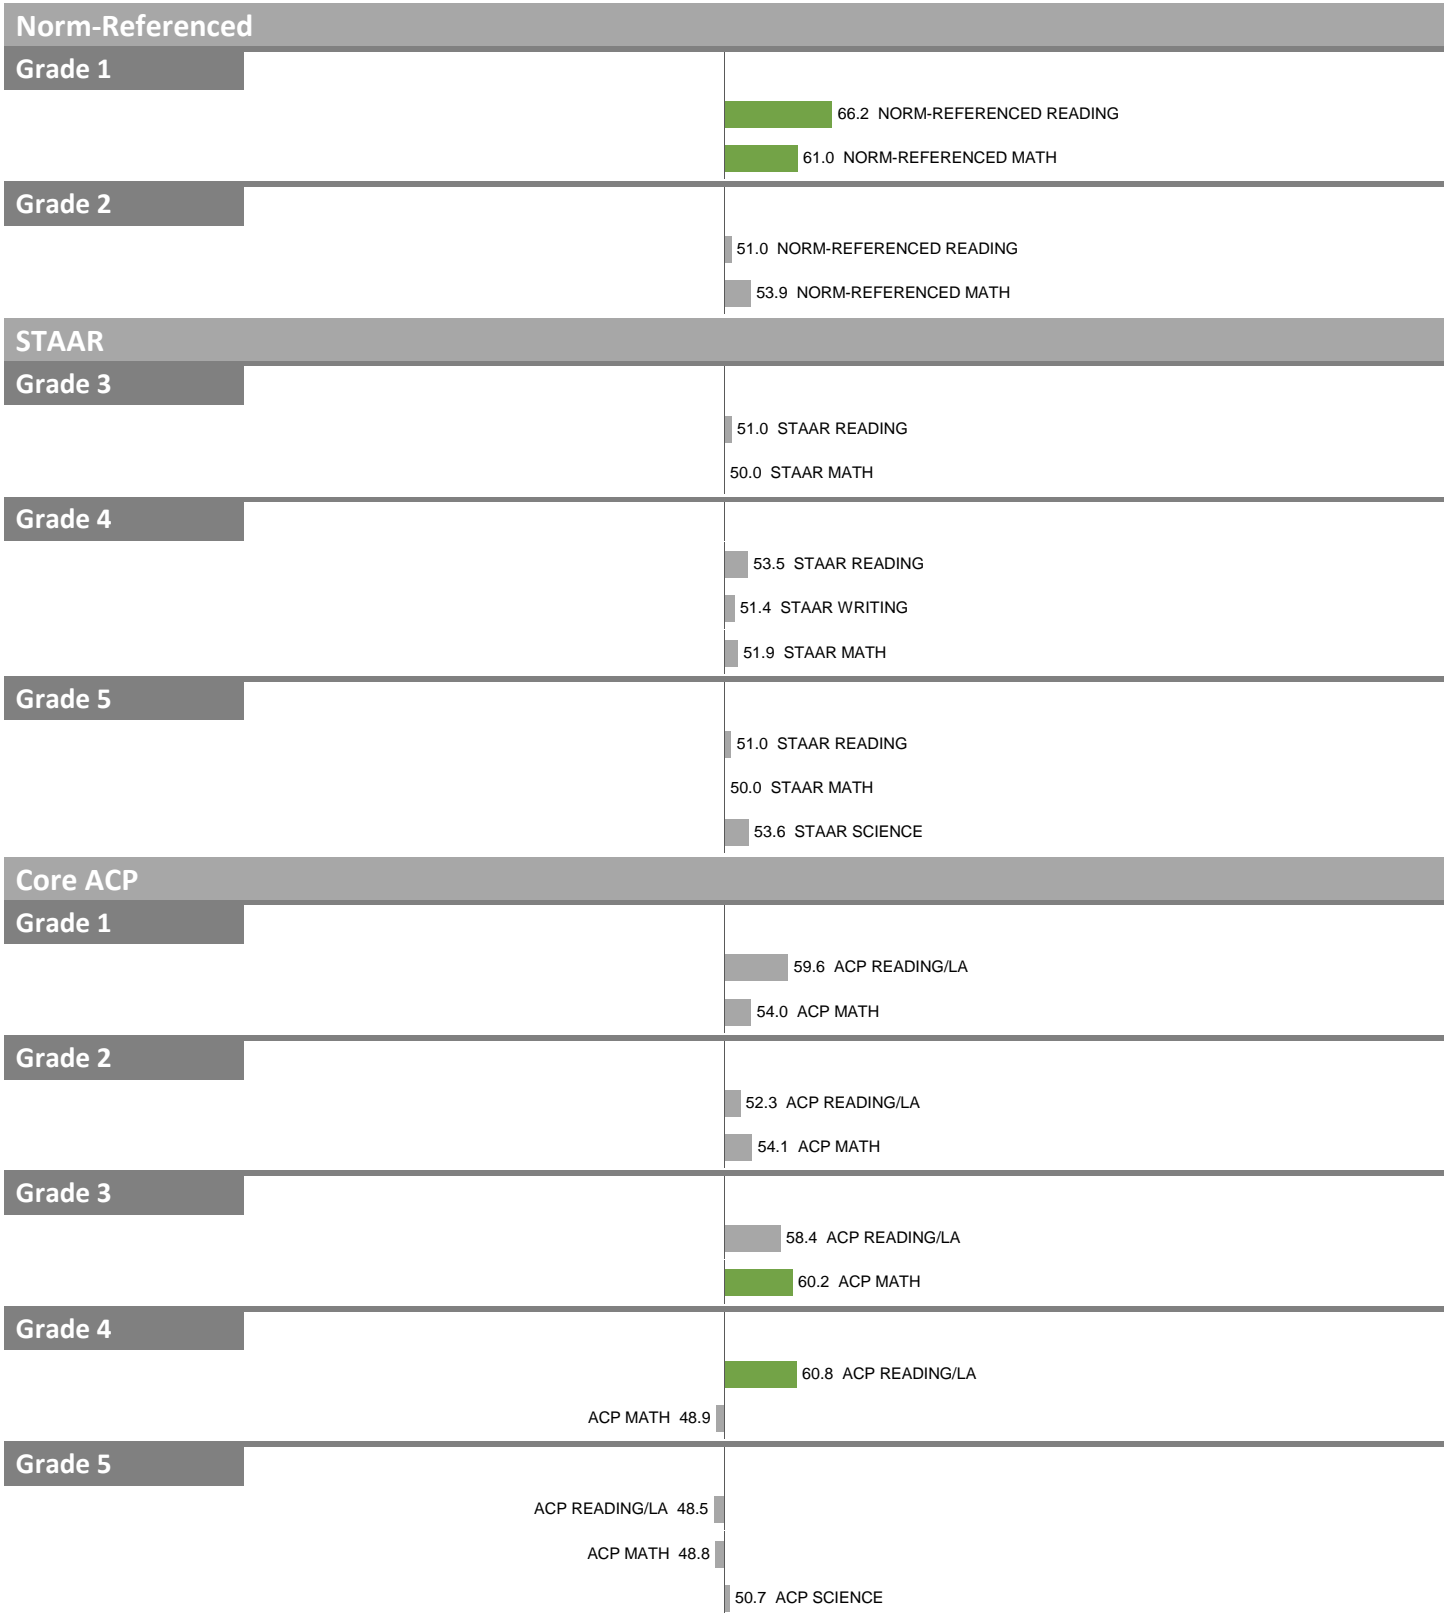 Norm-Referenced
Grade 1
66.2 NORM-REFERENCED READING
61.0 NORM-REFERENCED MATH
Grade 2
51.0 NORM-REFERENCED READING
53.9 NORM-REFERENCED MATH
STAAR
Grade 3
51.0 STAAR READING
50.0 STAAR MATH
Grade 4
53.5 STAAR READING
51.4 STAAR WRITING
51.9 STAAR MATH
Grade 5
51.0 STAAR READING
50.0 STAAR MATH
53.6 STAAR SCIENCE
Core ACP
Grade 1
59.6 ACP READING/LA
54.0 ACP MATH
Grade 2
52.3 ACP READING/LA
54.1 ACP MATH
Grade 3
58.4 ACP READING/LA
60.2 ACP MATH
Grade 4
60.8 ACP READING/LA
ACP MATH 48.9
Grade 5
ACP READING/LA 48.5
ACP MATH 48.8
50.7 ACP SCIENCE